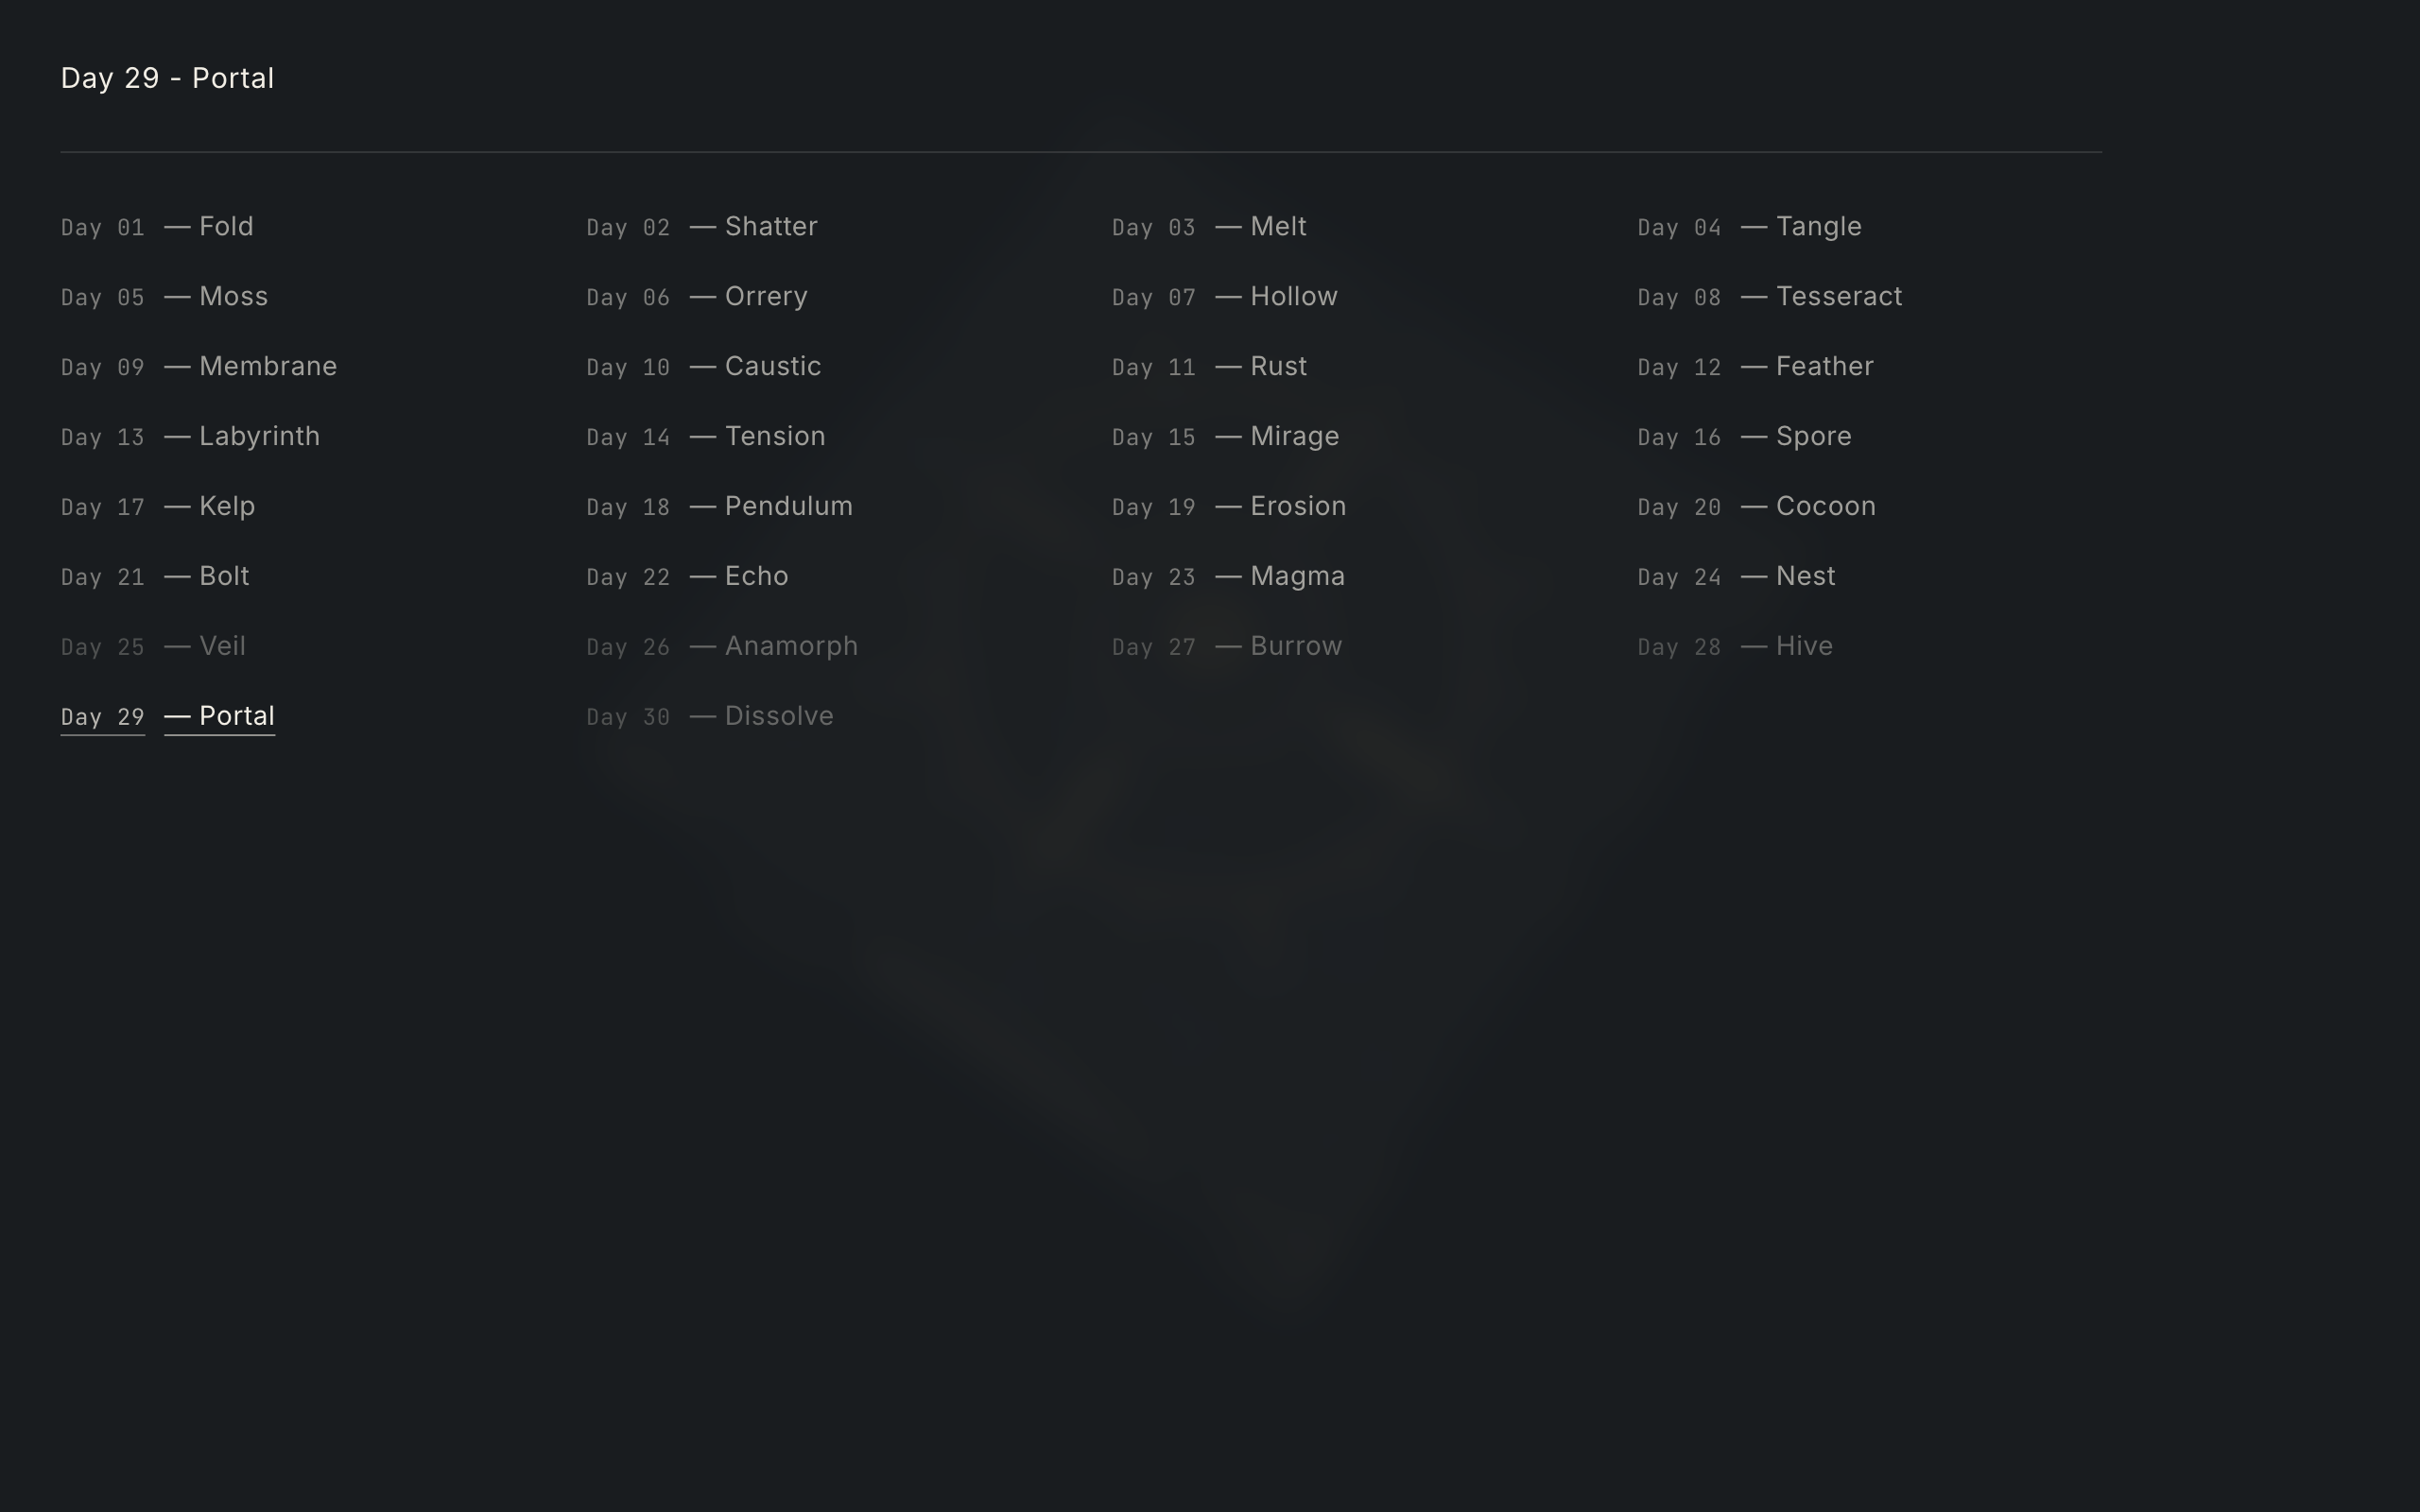 Day 29 - Portal
Day 01 — Fold
Day 02 — Shatter
Day 03 — Melt
Day 04 — Tangle
Day 05 — Moss
Day 06 — Orrery
Day 07 — Hollow
Day 08 — Tesseract
Day 09 — Membrane
Day 10 — Caustic
Day 11 — Rust
Day 12 — Feather
Day 13 — Labyrinth
Day 14 — Tension
Day 15 — Mirage
Day 16 — Spore
Day 17 — Kelp
Day 18 — Pendulum
Day 19 — Erosion
Day 20 — Cocoon
Day 21 — Bolt
Day 22 — Echo
Day 23 — Magma
Day 24 — Nest
Day 25 — Veil
Day 26 — Anamorph
Day 27 — Burrow
Day 28 — Hive
Day 29 — Portal
Day 30 — Dissolve